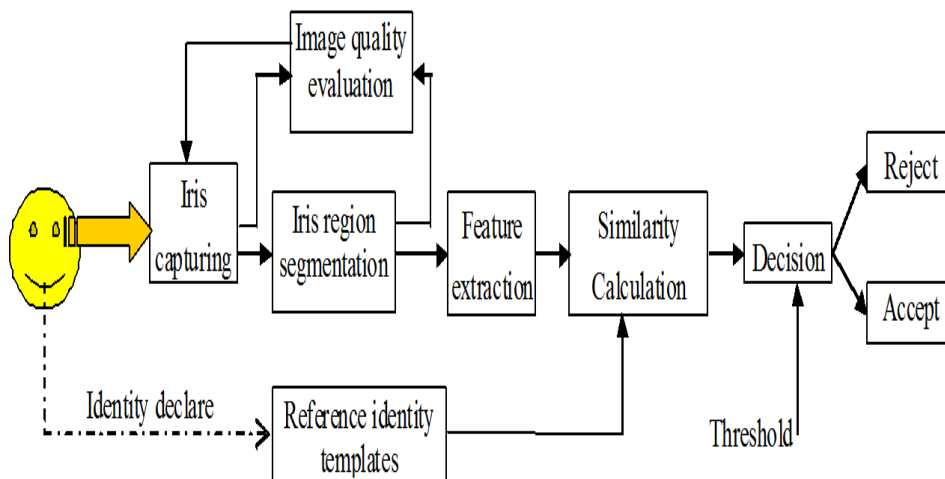 Image quality
evaluation
Iris
capturing
Iris region
segmentation
Feature
extraction
Similarity
Calculation
Decision
Reject
Accept
Identity declare
Reference identity
templates
Threshold